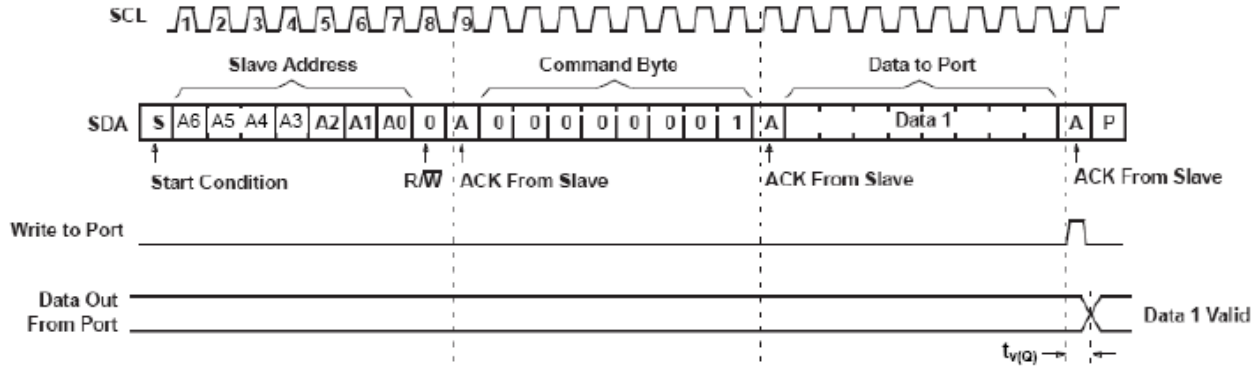 SCL 1 2 3 4 5 6 7 8 9
Slave Address Command Byte Data to Port
SDA S A6 A5 A4 A3 A2 A1 A0 0 A 0 0 0 0 0 0 0 1 A Data 1 A P
Start Condition R/W̅ ACK From Slave ACK From Slave ACK From Slave
Write to Port
Data Out
From Port
Data 1 Valid
tv(Q)